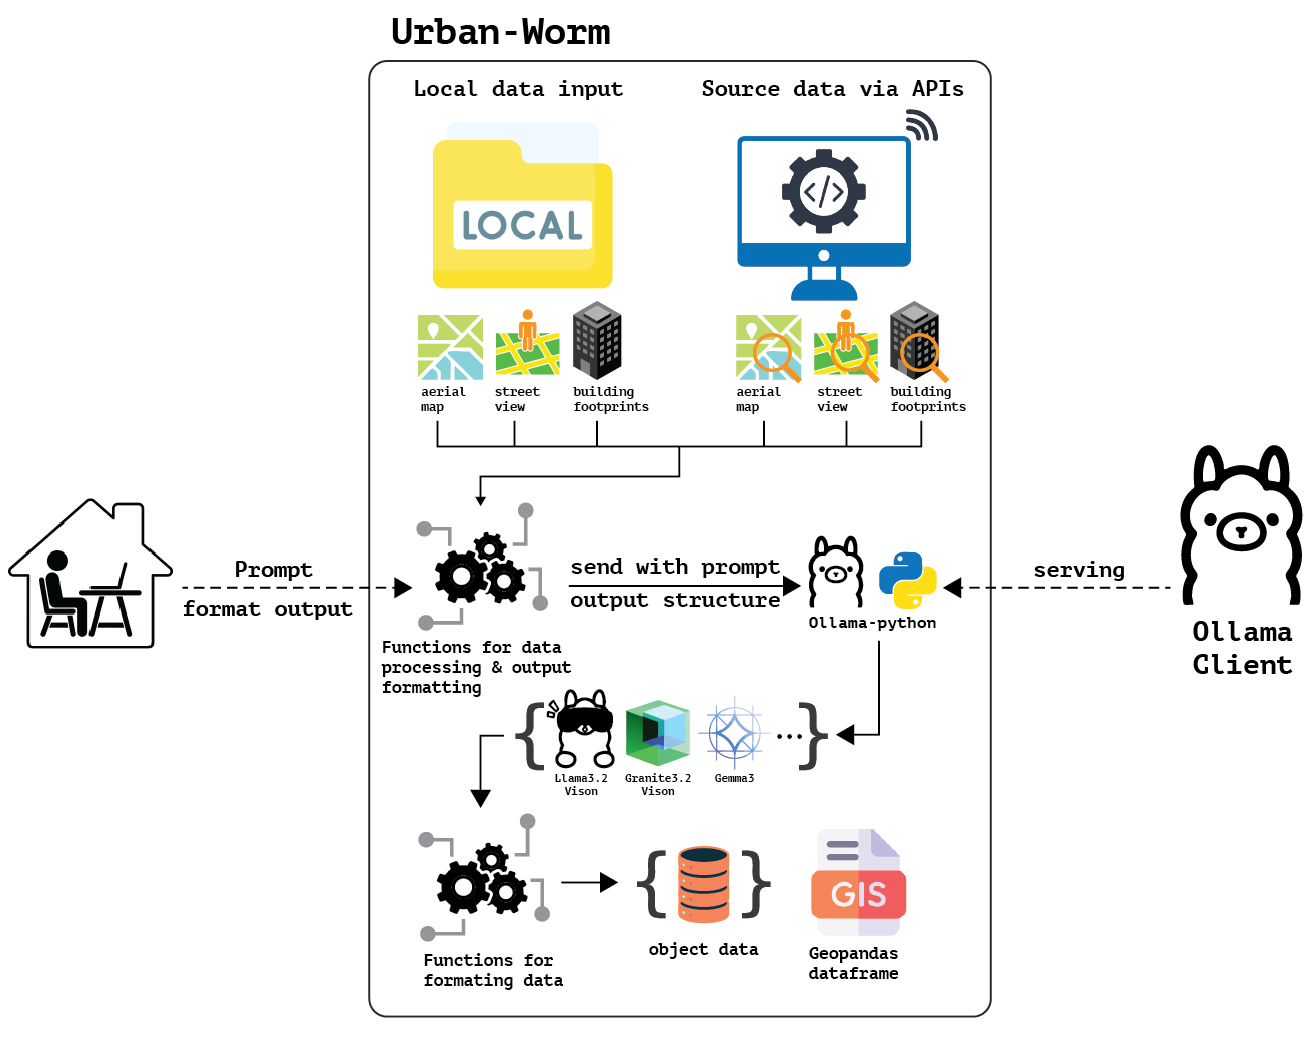 Urban-Worm
Local data input
Source data via APIs
LOCAL
</>
aerial
map
street
view
building
footprints
aerial
map
street
view
building
footprints
Prompt
format output
Functions for data
processing & output
formatting
send with prompt
output structure
Ollama-python
serving
Ollama
Client
{
Llama3.2
Vison
Granite3.2
Vison
Gemma3
...
}
Functions for
formating data
{
}
object data
GIS
Geopandas
dataframe